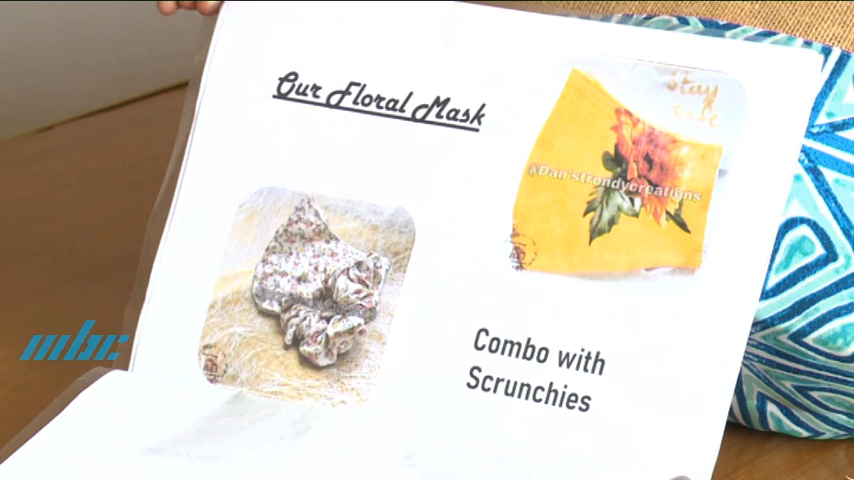 Our Floral Mask
Stay
safe
@Dan'strendycreations
Combo with
Scrunchies
mbc